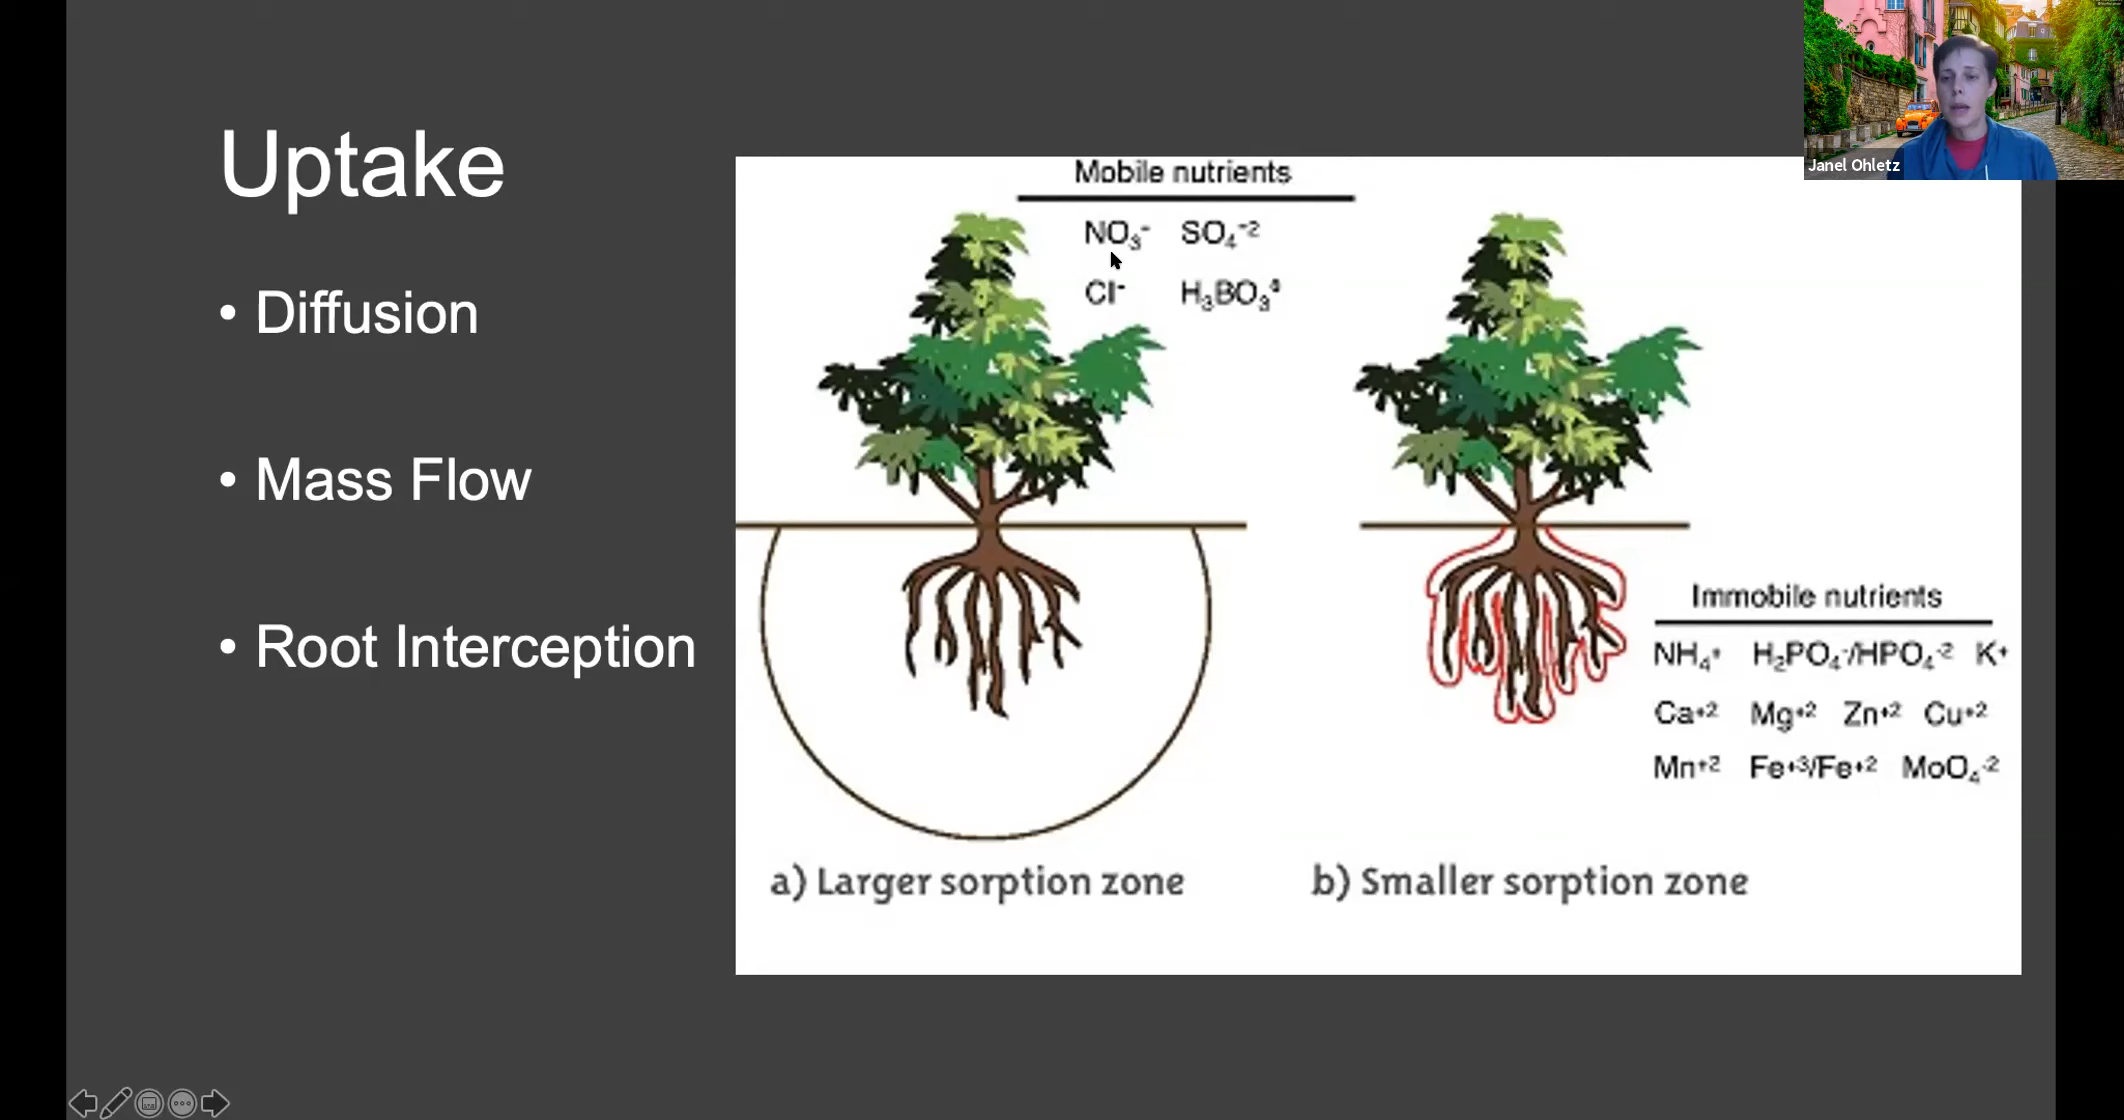 Uptake
• Diffusion
• Mass Flow
• Root Interception
Mobile nutrients
NO₃⁻ SO₄⁻²
Cl⁻ H₃BO₃⁰
Immobile nutrients
NH₄⁺ H₂PO₄⁻/HPO₄⁻² K⁺
Ca⁺² Mg⁺² Zn⁺² Cu⁺²
Mn⁺² Fe⁺³/Fe⁺² MoO₄⁻²
a) Larger sorption zone
b) Smaller sorption zone
Janel Ohletz